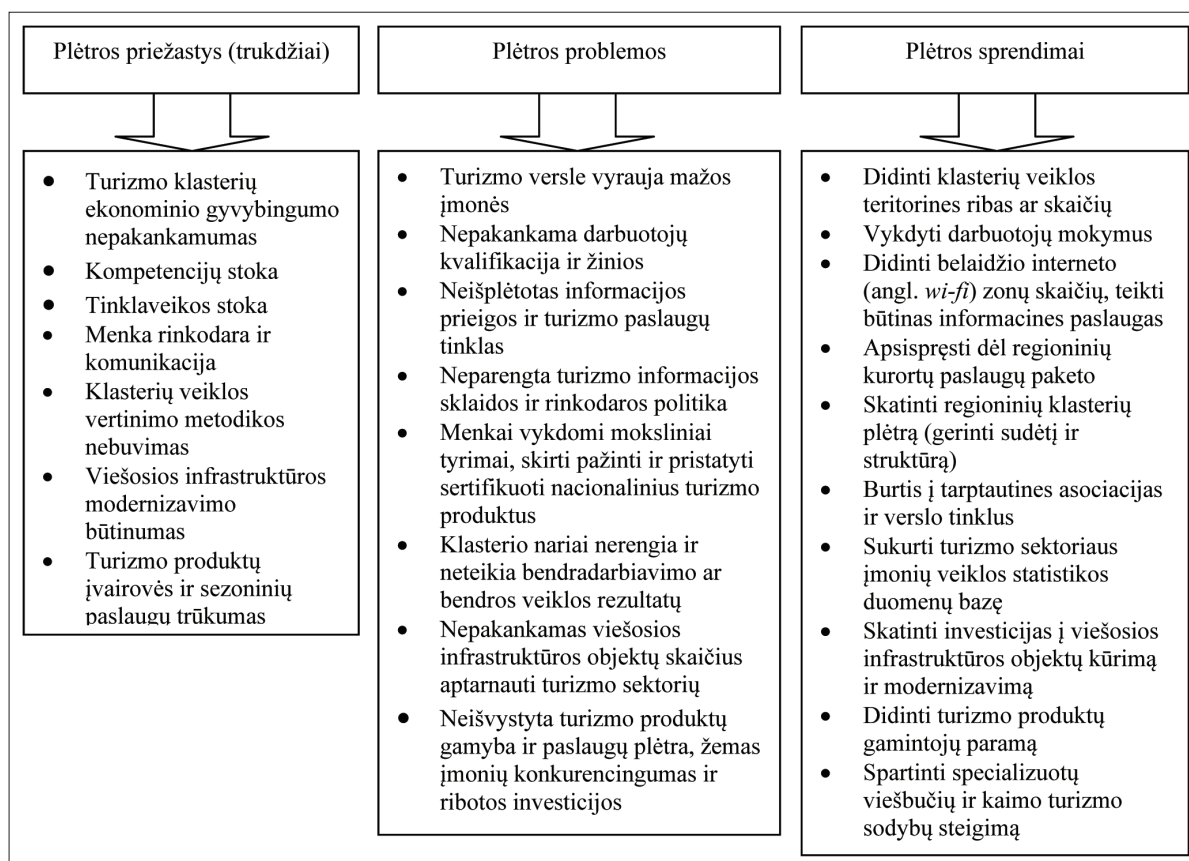 Plėtros priežastys (trukdžiai)
• Turizmo klasterių
ekonominio gyvybingumo
nepakankamumas
• Kompetencijų stoka
• Tinklaveikos stoka
• Menka rinkodara ir
komunikacija
• Klasterių veiklos
vertinimo metodikos
nebuvimas
• Viešosios infrastruktūros
modernizavimo
būtinumas
• Turizmo produktų
įvairovės ir sezoninių
paslaugų trūkumas
Plėtros problemos
• Turizmo versle vyrauja mažos
įmonės
• Nepakankama darbuotojų
kvalifikacija ir žinios
• Neišplėtotas informacijos
prieigos ir turizmo paslaugų
tinklas
• Neparengta turizmo informacijos
sklaidos ir rinkodaros politika
• Menkai vykdomi moksliniai
tyrimai, skirti pažinti ir pristatyti
sertifikuoti nacionalinius turizmo
produktus
• Klasterio nariai nerengia ir
neteikia bendradarbiavimo ar
bendros veiklos rezultatų
• Nepakankamas viešosios
infrastruktūros objektų skaičius
aptarnauti turizmo sektorių
• Neišvystyta turizmo produktų
gamyba ir paslaugų plėtra, žemas
įmonių konkurencingumas ir
ribotos investicijos
Plėtros sprendimai
• Didinti klasterių veiklos
teritorines ribas ar skaičių
• Vykdyti darbuotojų mokymus
• Didinti belaidžio interneto
(angl. wi-fi) zonų skaičių, teikti
būtinas informacines paslaugas
• Apsispręsti dėl regioninių
kurortų paslaugų paketo
• Skatinti regioninių klasterių
plėtrą (gerinti sudėtį ir
struktūrą)
• Burtis į tarptautines asociacijas
ir verslo tinklus
• Sukurti turizmo sektoriaus
įmonių veiklos statistikos
duomenų bazę
• Skatinti investicijas į viešosios
infrastruktūros objektų kūrimą
ir modernizavimą
• Didinti turizmo produktų
gamintojų paramą
• Spartinti specializuotų
viešbučių ir kaimo turizmo
sodybų steigimą